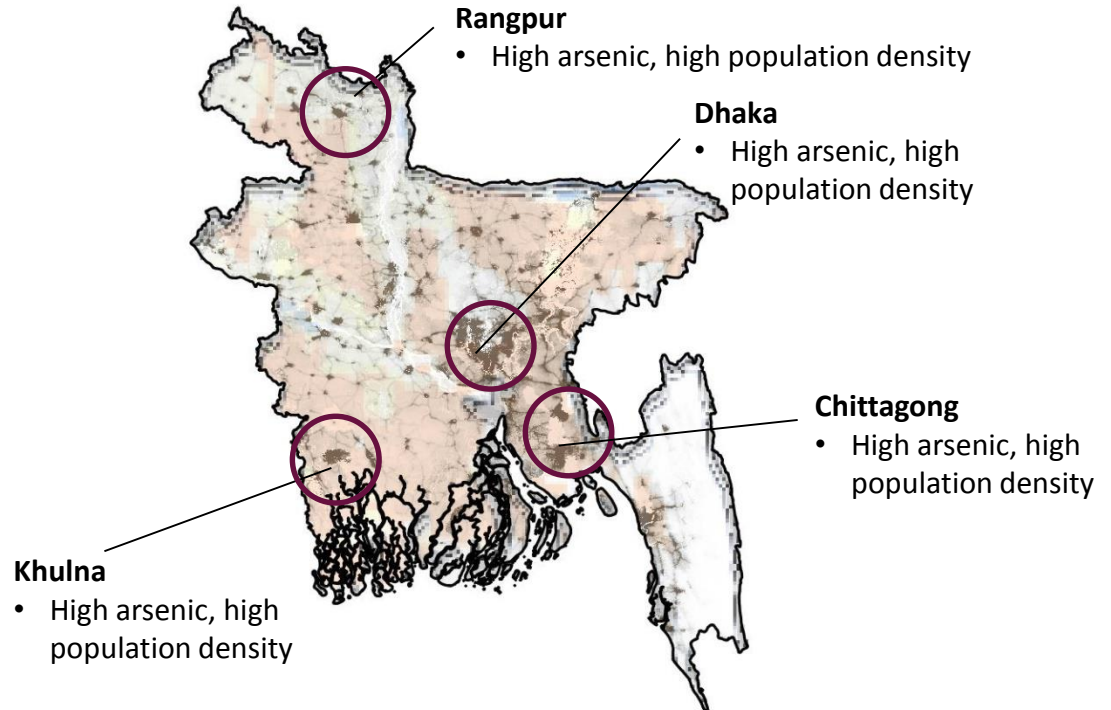 Rangpur
• High arsenic, high population density
Dhaka
• High arsenic, high
population density
Chittagong
• High arsenic, high
population density
Khulna
• High arsenic, high
population density